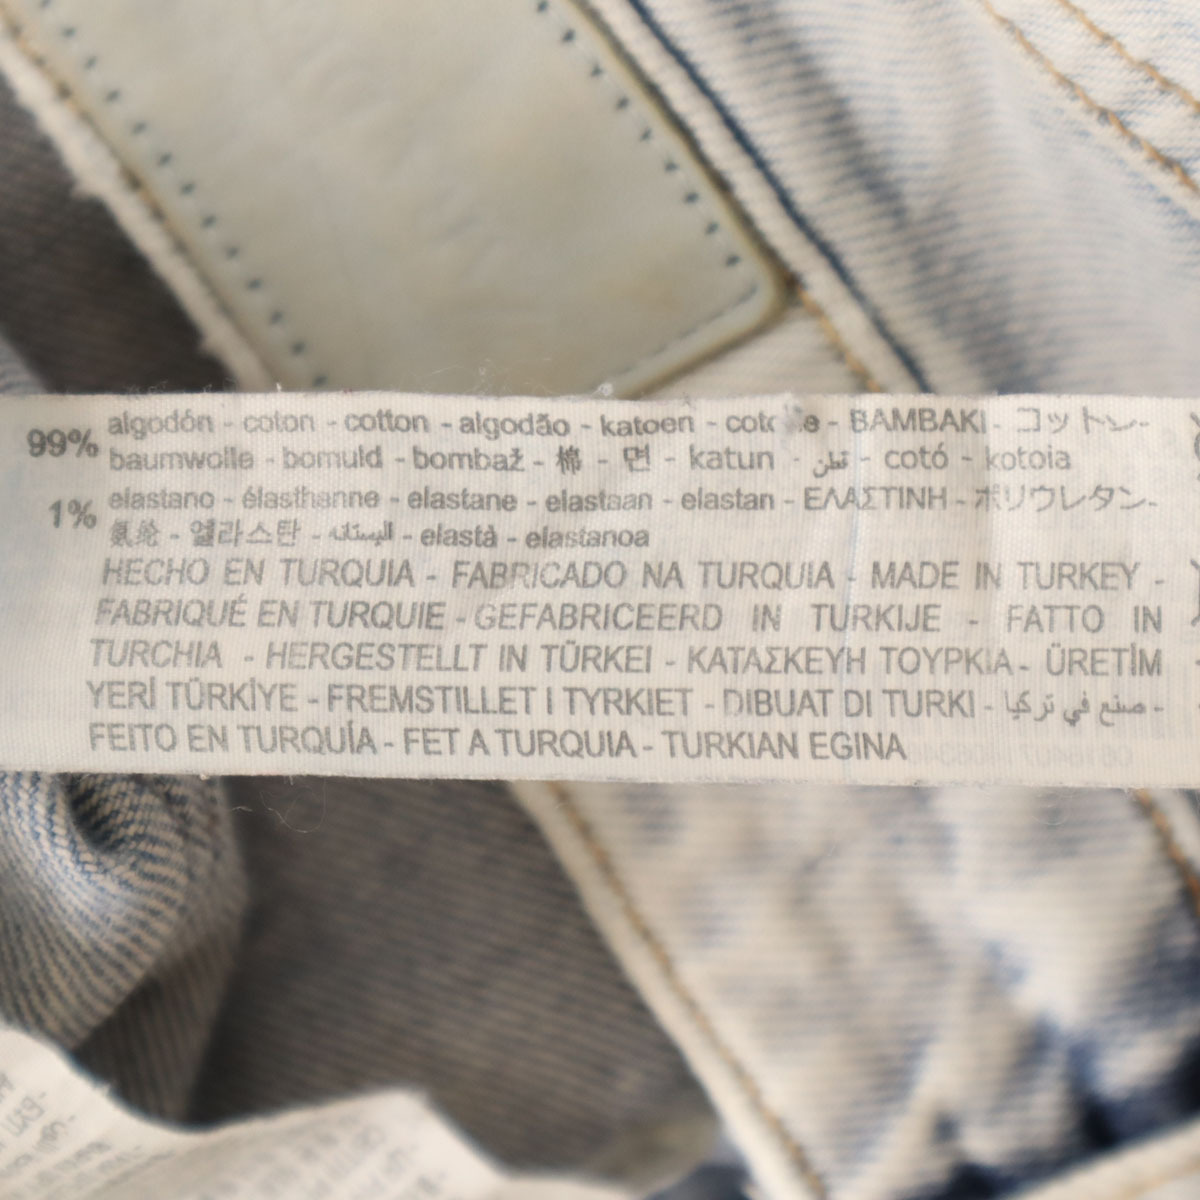 99% algodón - coton - cotton - algodão - katoen - coto e - BAMBAKI - コットン -
baumwolle - bomuld - bombaž - 棉 - 면 - katun - قطن - cotó - kotoia
1% elastano - élasthanne - elastane - elastaan - elastan - ΕΛΑΣΤΙΝΗ - ポリウレタン -
氨纶 - 엘라스탄 - اليستانه - elastà - elastanoa
HECHO EN TURQUIA - FABRICADO NA TURQUIA - MADE IN TURKEY -
FABRIQUÉ EN TURQUIE - GEFABRICEERD IN TURKIJE - FATTO IN
TURCHIA - HERGESTELLT IN TÜRKEI - ΚΑΤΑΣΚΕΥΗ ΤΟΥΡΚΙΑ - ÜRETİM
YERİ TÜRKİYE - FREMSTILLET I TYRKIET - DIBUAT DI TURKI - صنع في تركيا -
FEITO EN TURQUÍA - FET A TURQUIA - TURKIAN EGINA